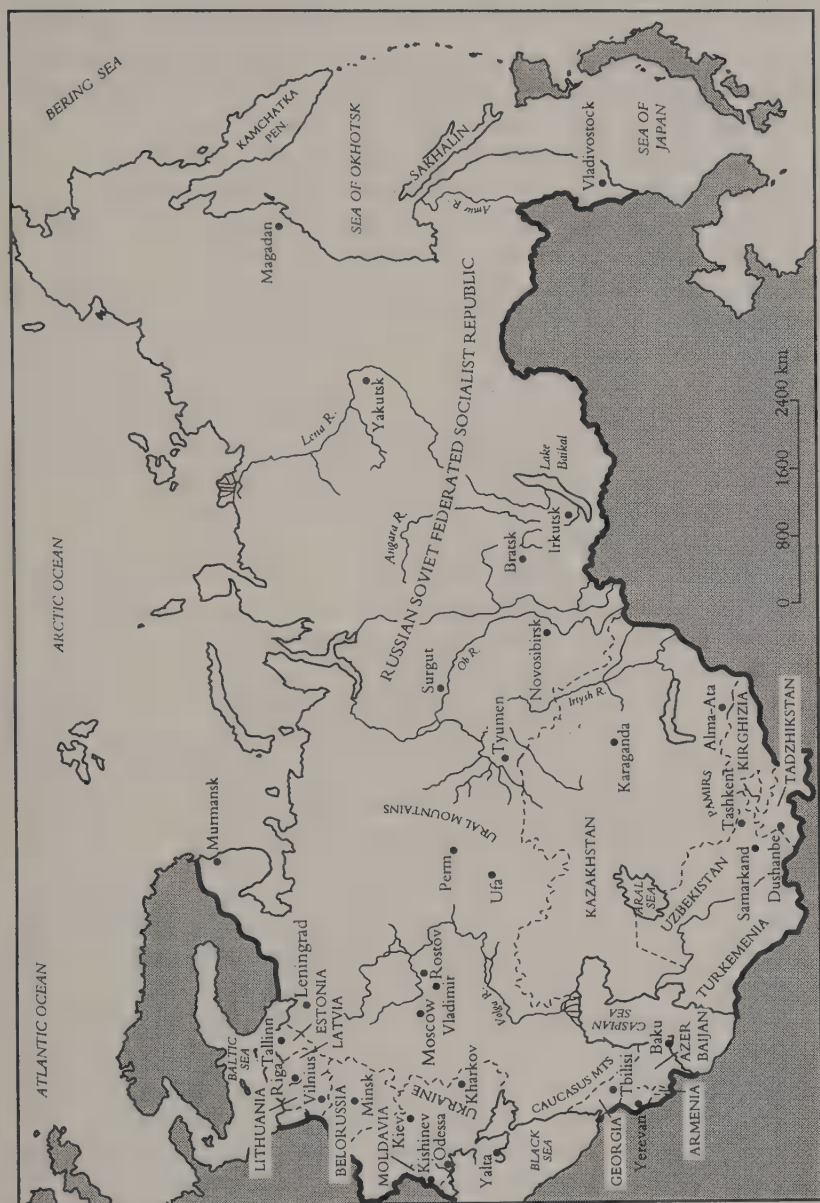 ATLANTIC OCEAN
ARCTIC OCEAN
BERING SEA
KAMCHATKA
PEN.
Magadan
SEA OF OKHOTSK
SAKHALIN
Amur R.
Vladivostock
SEA OF
JAPAN
Murmansk
Lena R.
Yakutsk
RUSSIAN SOVIET FEDERATED SOCIALIST REPUBLIC
Angara R.
Bratsk
Irkutsk
Lake
Baikal
Surgut
Ob R.
Novosibirsk
Irtysh R.
Tyumen
URAL MOUNTAINS
Perm
Ufa
Karaganda
KAZAKHSTAN
ARAL
SEA
Alma-Ata
KIRGHIZIA
PAMIRS
Tashkent
TADZHIKSTAN
Samarkand
Dushanbe
UZBEKISTAN
TURKEMENIA
BALTIC
SEA
Tallinn
Leningrad
ESTONIA
LATVIA
Riga
LITHUANIA
Vilnius
BELORUSSIA
Minsk
Moscow
Rostov
Vladimir
Volga R.
MOLDAVIA
Kiev
UKRAINE
Kharkov
Kishinev
Odessa
Yalta
BLACK
SEA
CAUCASUS MTS
CASPIAN
SEA
GEORGIA
Tbilisi
Yerevan
ARMENIA
Baku
AZER
BAIJAN
0 800 1600 2400 km